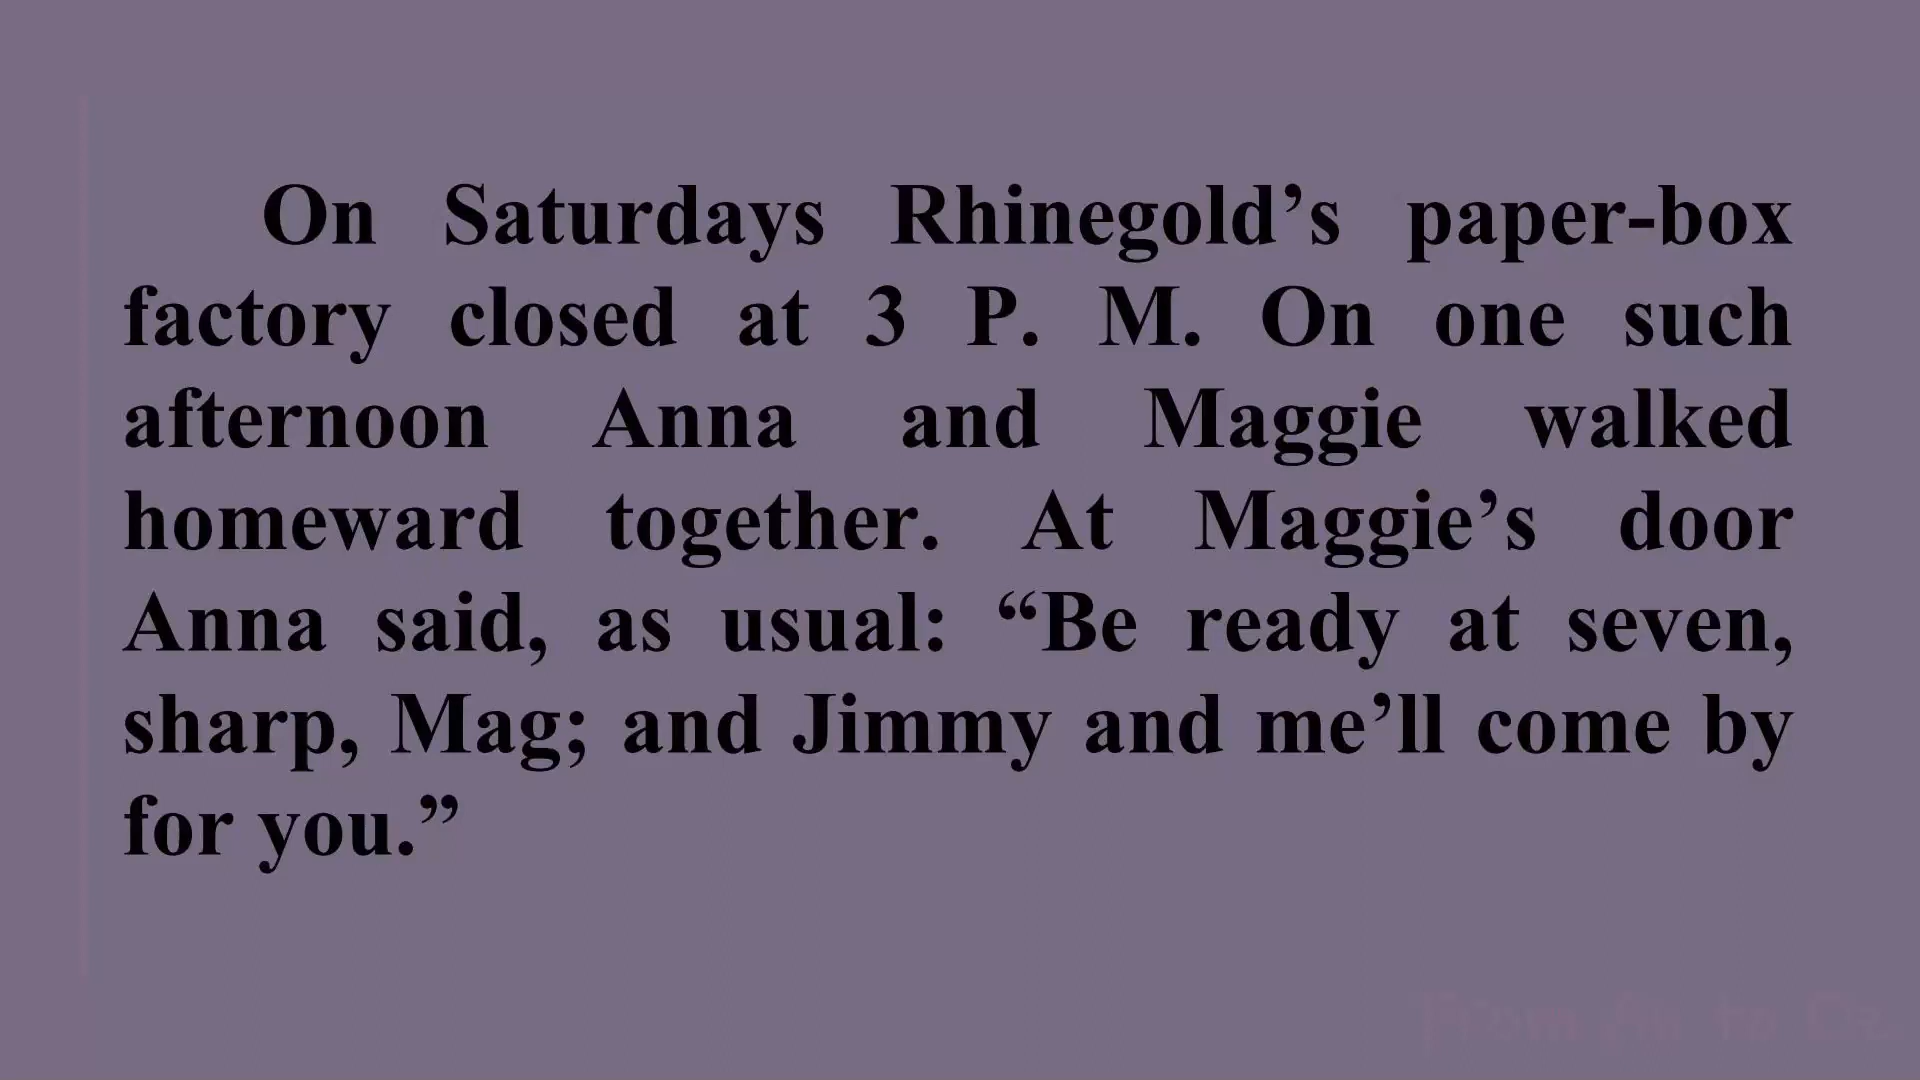 On Saturdays Rhinegold’s paper-box
factory closed at 3 P. M. On one such
afternoon Anna and Maggie walked
homeward together. At Maggie’s door
Anna said, as usual: “Be ready at seven,
sharp, Mag; and Jimmy and me’ll come by
for you.”